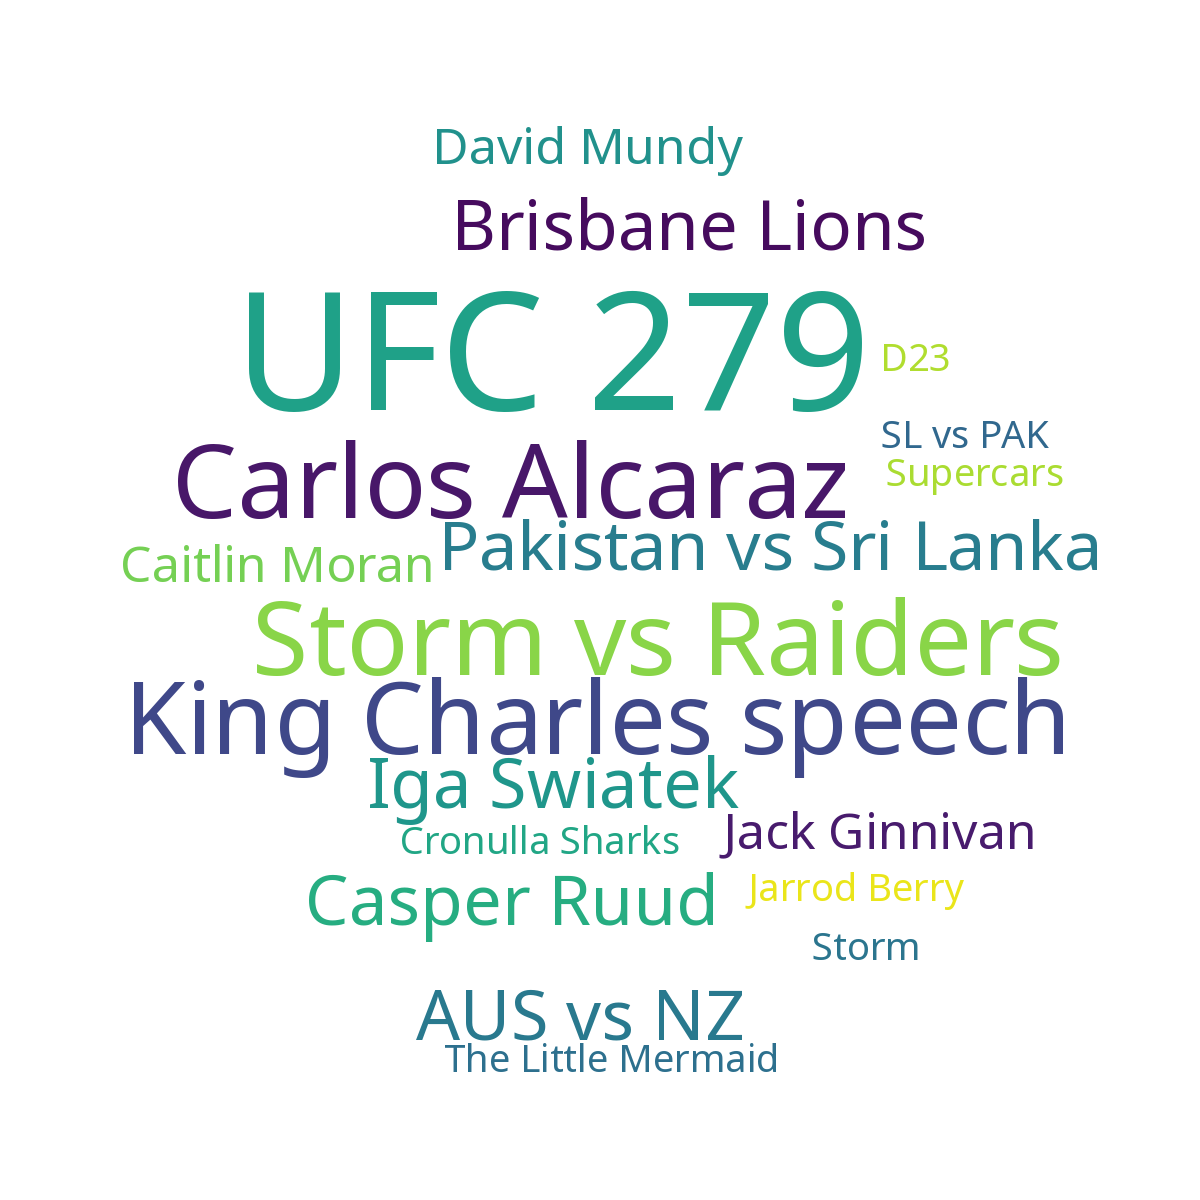 David Mundy
Brisbane Lions
UFC 279
D23
SL vs PAK
Carlos Alcaraz
Supercars
Pakistan vs Sri Lanka
Caitlin Moran
Storm vs Raiders
King Charles speech
Iga Swiatek
Jack Ginnivan
Cronulla Sharks
Jarrod Berry
Casper Ruud
Storm
AUS vs NZ
The Little Mermaid